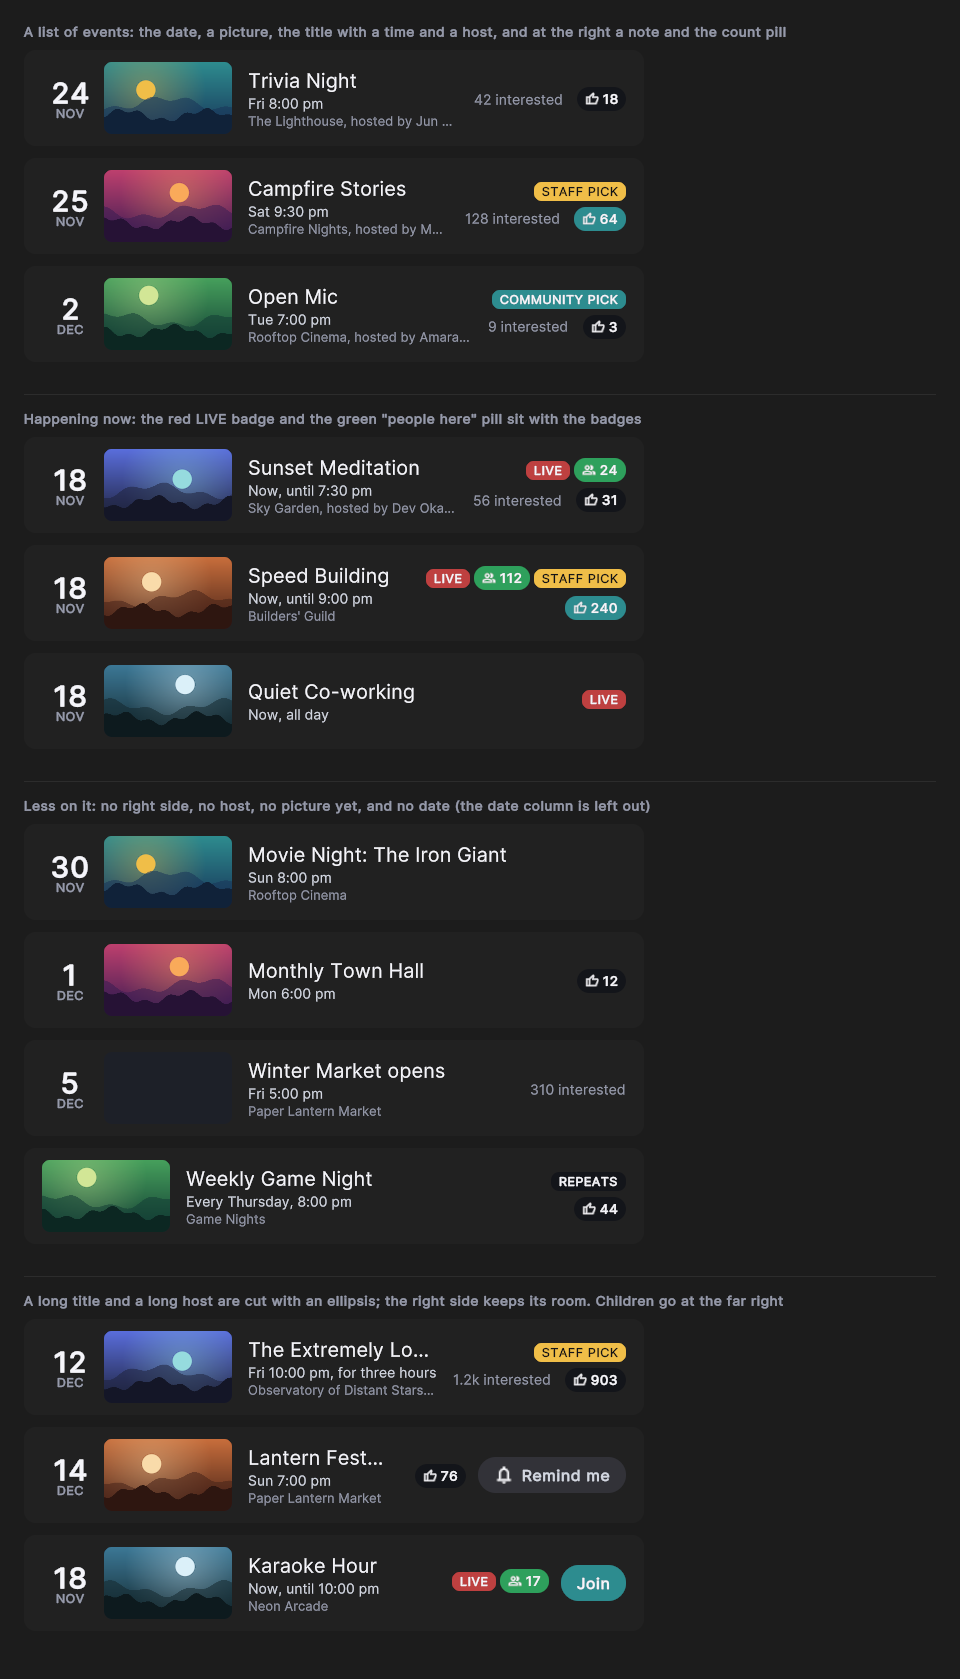 A list of events: the date, a picture, the title with a time and a host, and at the right a note and the count pill
24
NOV
Trivia Night
Fri 8:00 pm
The Lighthouse, hosted by Jun ...
42 interested
18
25
NOV
Campfire Stories
Sat 9:30 pm
Campfire Nights, hosted by M...
STAFF PICK
128 interested
64
2
DEC
Open Mic
Tue 7:00 pm
Rooftop Cinema, hosted by Amara...
COMMUNITY PICK
9 interested
3
Happening now: the red LIVE badge and the green "people here" pill sit with the badges
18
NOV
Sunset Meditation
Now, until 7:30 pm
Sky Garden, hosted by Dev Oka...
LIVE
24
56 interested
31
18
NOV
Speed Building
Now, until 9:00 pm
Builders' Guild
LIVE
112
STAFF PICK
240
18
NOV
Quiet Co-working
Now, all day
LIVE
Less on it: no right side, no host, no picture yet, and no date (the date column is left out)
30
NOV
Movie Night: The Iron Giant
Sun 8:00 pm
Rooftop Cinema
1
DEC
Monthly Town Hall
Mon 6:00 pm
12
5
DEC
Winter Market opens
Fri 5:00 pm
Paper Lantern Market
310 interested
Weekly Game Night
Every Thursday, 8:00 pm
Game Nights
REPEATS
44
A long title and a long host are cut with an ellipsis; the right side keeps its room. Children go at the far right
12
DEC
The Extremely Lo...
Fri 10:00 pm, for three hours
Observatory of Distant Stars...
STAFF PICK
1.2k interested
903
14
DEC
Lantern Fest...
Sun 7:00 pm
Paper Lantern Market
76
Remind me
18
NOV
Karaoke Hour
Now, until 10:00 pm
Neon Arcade
LIVE
17
Join